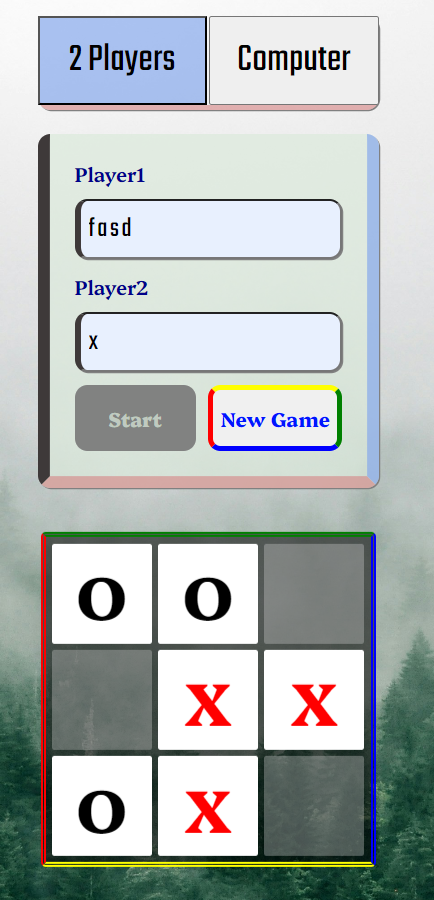 2 Players Computer
Player1
fasd
Player2
x
Start New Game
O O
X X
O X